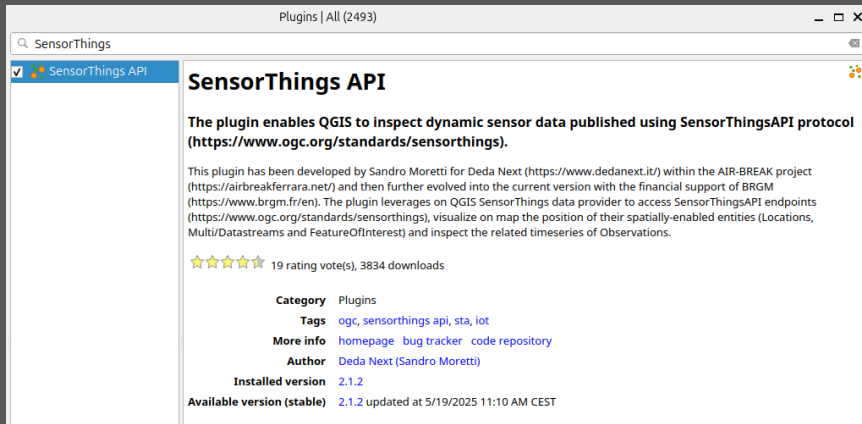 Plugins | All (2493)
SensorThings
SensorThings API
SensorThings API
The plugin enables QGIS to inspect dynamic sensor data published using SensorThingsAPI protocol
(https://www.ogc.org/standards/sensorthings).
This plugin has been developed by Sandro Moretti for Deda Next (https://www.dedanext.it/) within the AIR-BREAK project
(https://airbreakferrara.net/) and then further evolved into the current version with the financial support of BRGM
(https://www.brgm.fr/en). The plugin leverages on QGIS SensorThings data provider to access SensorThingsAPI endpoints
(https://www.ogc.org/standards/sensorthings), visualize on map the position of their spatially-enabled entities (Locations,
Multi/Datastreams and FeatureOfInterest) and inspect the related timeseries of Observations.
19 rating vote(s), 3834 downloads
Category Plugins
Tags ogc, sensorthings api, sta, iot
More info homepage bug tracker code repository
Author Deda Next (Sandro Moretti)
Installed version 2.1.2
Available version (stable) 2.1.2 updated at 5/19/2025 11:10 AM CEST